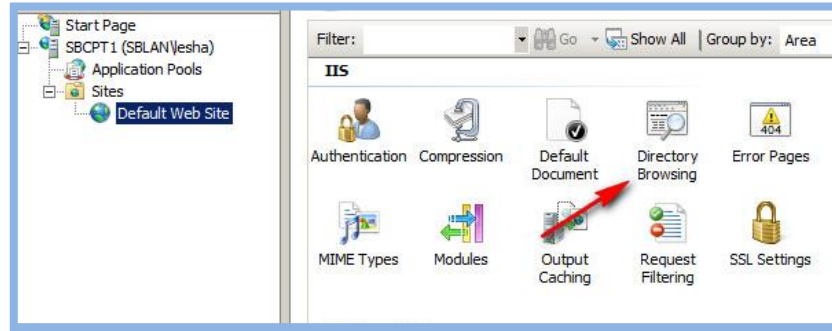 Start Page
SBCPT1 (SBLAN\lesha)
Application Pools
Sites
Default Web Site
Filter: Go Show All Group by: Area
IIS
Authentication Compression Default Document Directory Browsing Error Pages
404
MIME Types Modules Output Caching Request Filtering SSL Settings